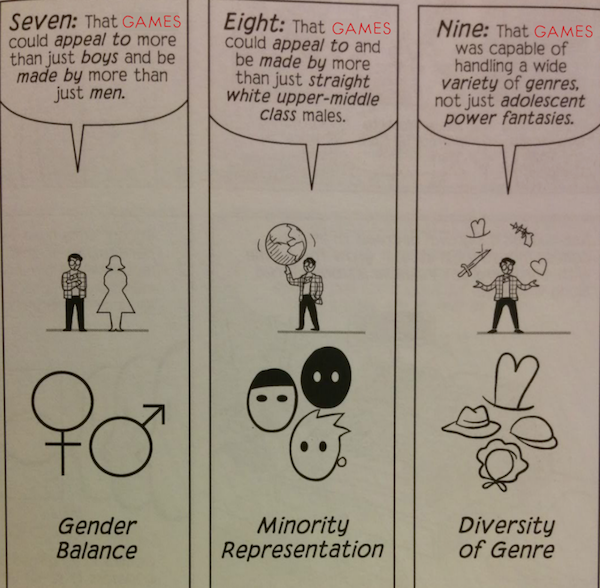 Seven: That GAMES
could appeal to more
than just boys and be
made by more than
just men.
Gender
Balance
Eight: That GAMES
could appeal to and
be made by more
than just straight
white upper-middle
class males.
Minority
Representation
Nine: That GAMES
was capable of
handling a wide
variety of genres,
not just adolescent
power fantasies.
Diversity
of Genre